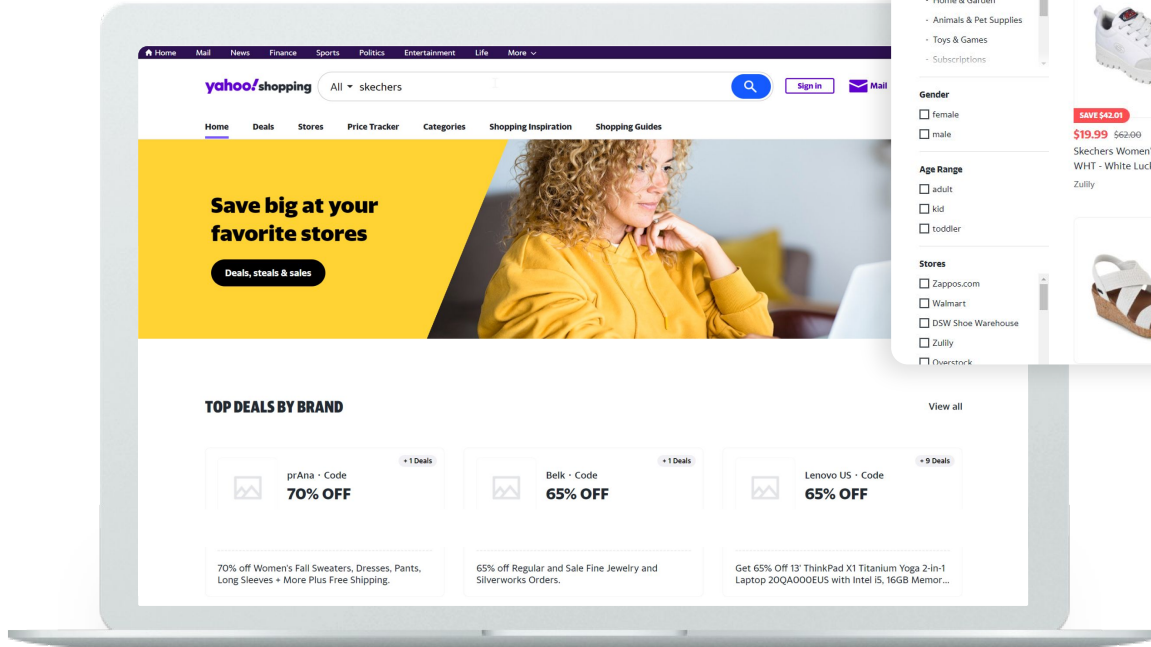 Home Mail News Finance Sports Politics Entertainment Life More
yahoo!shopping All skechers Sign in Mail
Home Deals Stores Price Tracker Categories Shopping Inspiration Shopping Guides
Save big at your
favorite stores
Deals, steals & sales
TOP DEALS BY BRAND
View all
+ 1 Deals
prAna · Code
70% OFF
70% off Women's Fall Sweaters, Dresses, Pants,
Long Sleeves + More Plus Free Shipping.
+ 1 Deals
Belk · Code
65% OFF
65% off Regular and Sale Fine Jewelry and
Silverworks Orders.
+ 9 Deals
Lenovo US · Code
65% OFF
Get 65% Off 13' ThinkPad X1 Titanium Yoga 2-in-1
Laptop 20QA000EUS with Intel i5, 16GB Memor...
Home & Garden
Animals & Pet Supplies
Toys & Games
Subscriptions
Gender
female
male
Age Range
adult
kid
toddler
Stores
Zappos.com
Walmart
DSW Shoe Warehouse
Zulily
Overstock
SAVE $42.01
$19.99 $62.00
Skechers Women'
WHT - White Luck
Zulily